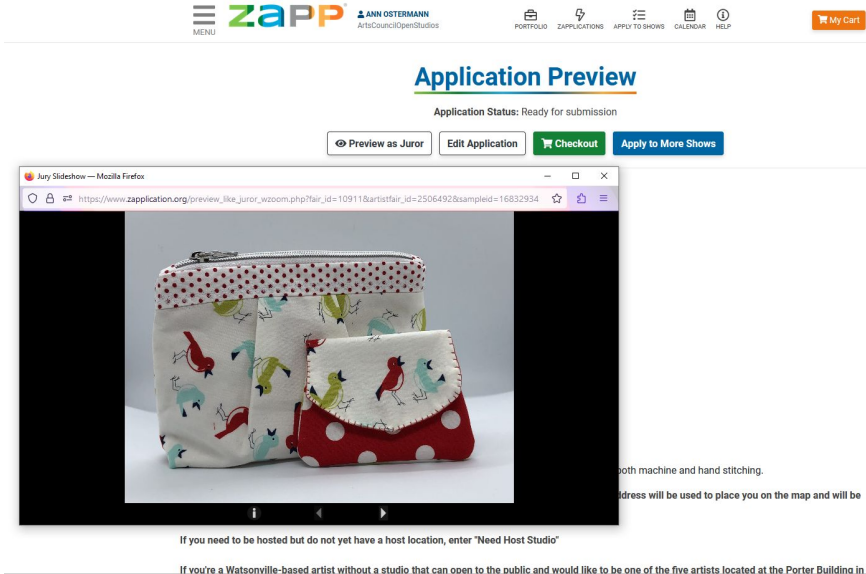 MENU
zapp
ANN OSTERMANN
ArtsCouncilOpenStudios
PORTFOLIO
ZAPPLICATIONS
APPLY TO SHOWS
CALENDAR
HELP
My Cart
Application Preview
Application Status: Ready for submission
Preview as Juror
Edit Application
Checkout
Apply to More Shows
Jury Slideshow — Mozilla Firefox
https://www.zapplication.org/preview_like_juror_wzoom.php?fair_id=10911&artistfair_id=2506492&sampleid=16832934
both machine and hand stitching.
address will be used to place you on the map and will be
If you need to be hosted but do not yet have a host location, enter "Need Host Studio"
If you're a Watsonville-based artist without a studio that can open to the public and would like to be one of the five artists located at the Porter Building in